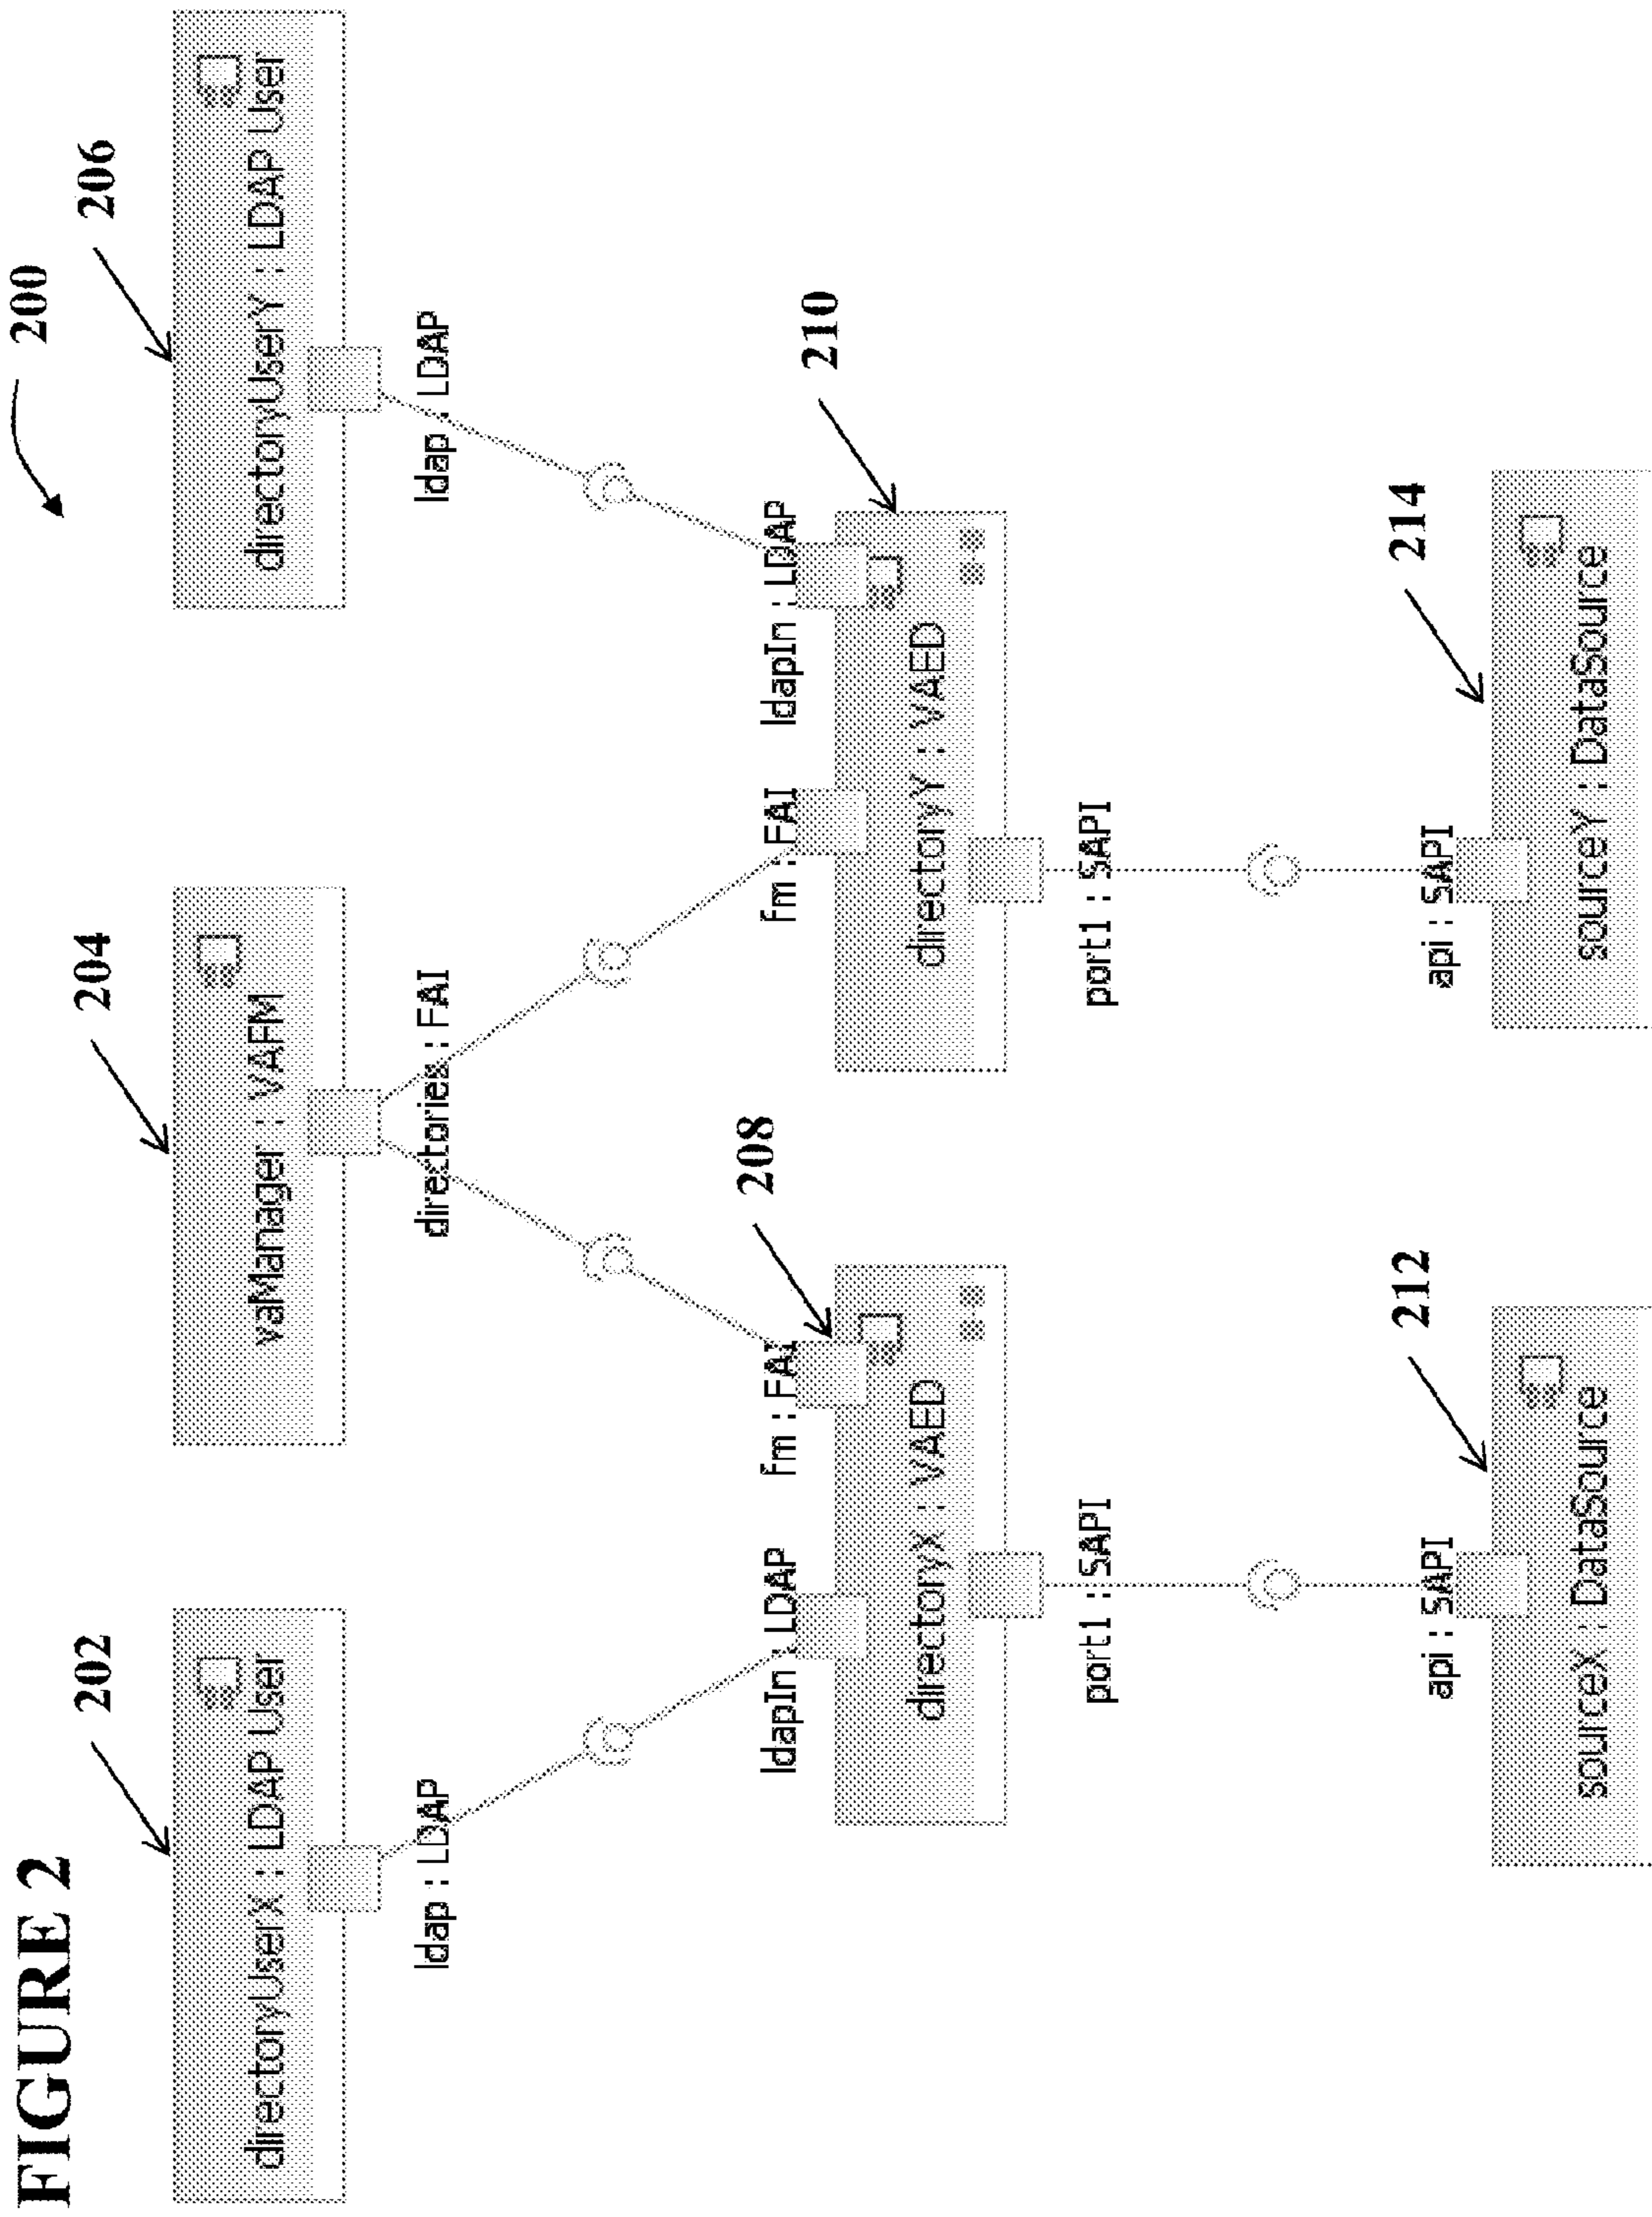 FIGURE 2
200
202
204
206
directoryUserX : LDAP User
vaManager : VAFM
directoryUserY : LDAP User
ldap : LDAP
directories : FAI
ldap : LDAP
208
210
ldapIn : LDAP
fm : FAI
fm : FAI
ldapIn : LDAP
directoryX : VAED
directoryY : VAED
port1 : SAPI
port1 : SAPI
212
214
api : SAPI
api : SAPI
sourceX : DataSource
sourceY : DataSource